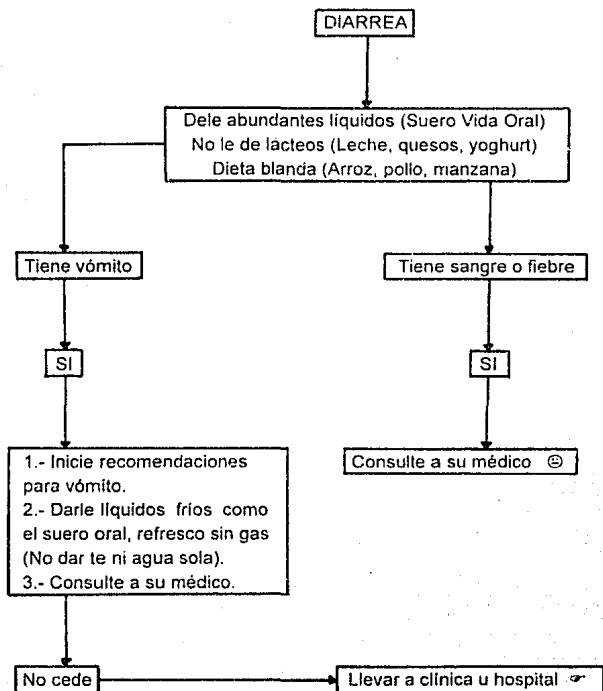 DIARREA
Dele abundantes líquidos (Suero Vida Oral)
No le de lácteos (Leche, quesos, yoghurt)
Dieta blanda (Arroz, pollo, manzana)
Tiene vómito
Tiene sangre o fiebre
SI
SI
1.- Inicie recomendaciones
para vómito.
2.- Darle líquidos fríos como
el suero oral, refresco sin gas
(No dar te ni agua sola).
3.- Consulte a su médico.
Consulte a su médico
No cede
Llevar a clínica u hospital